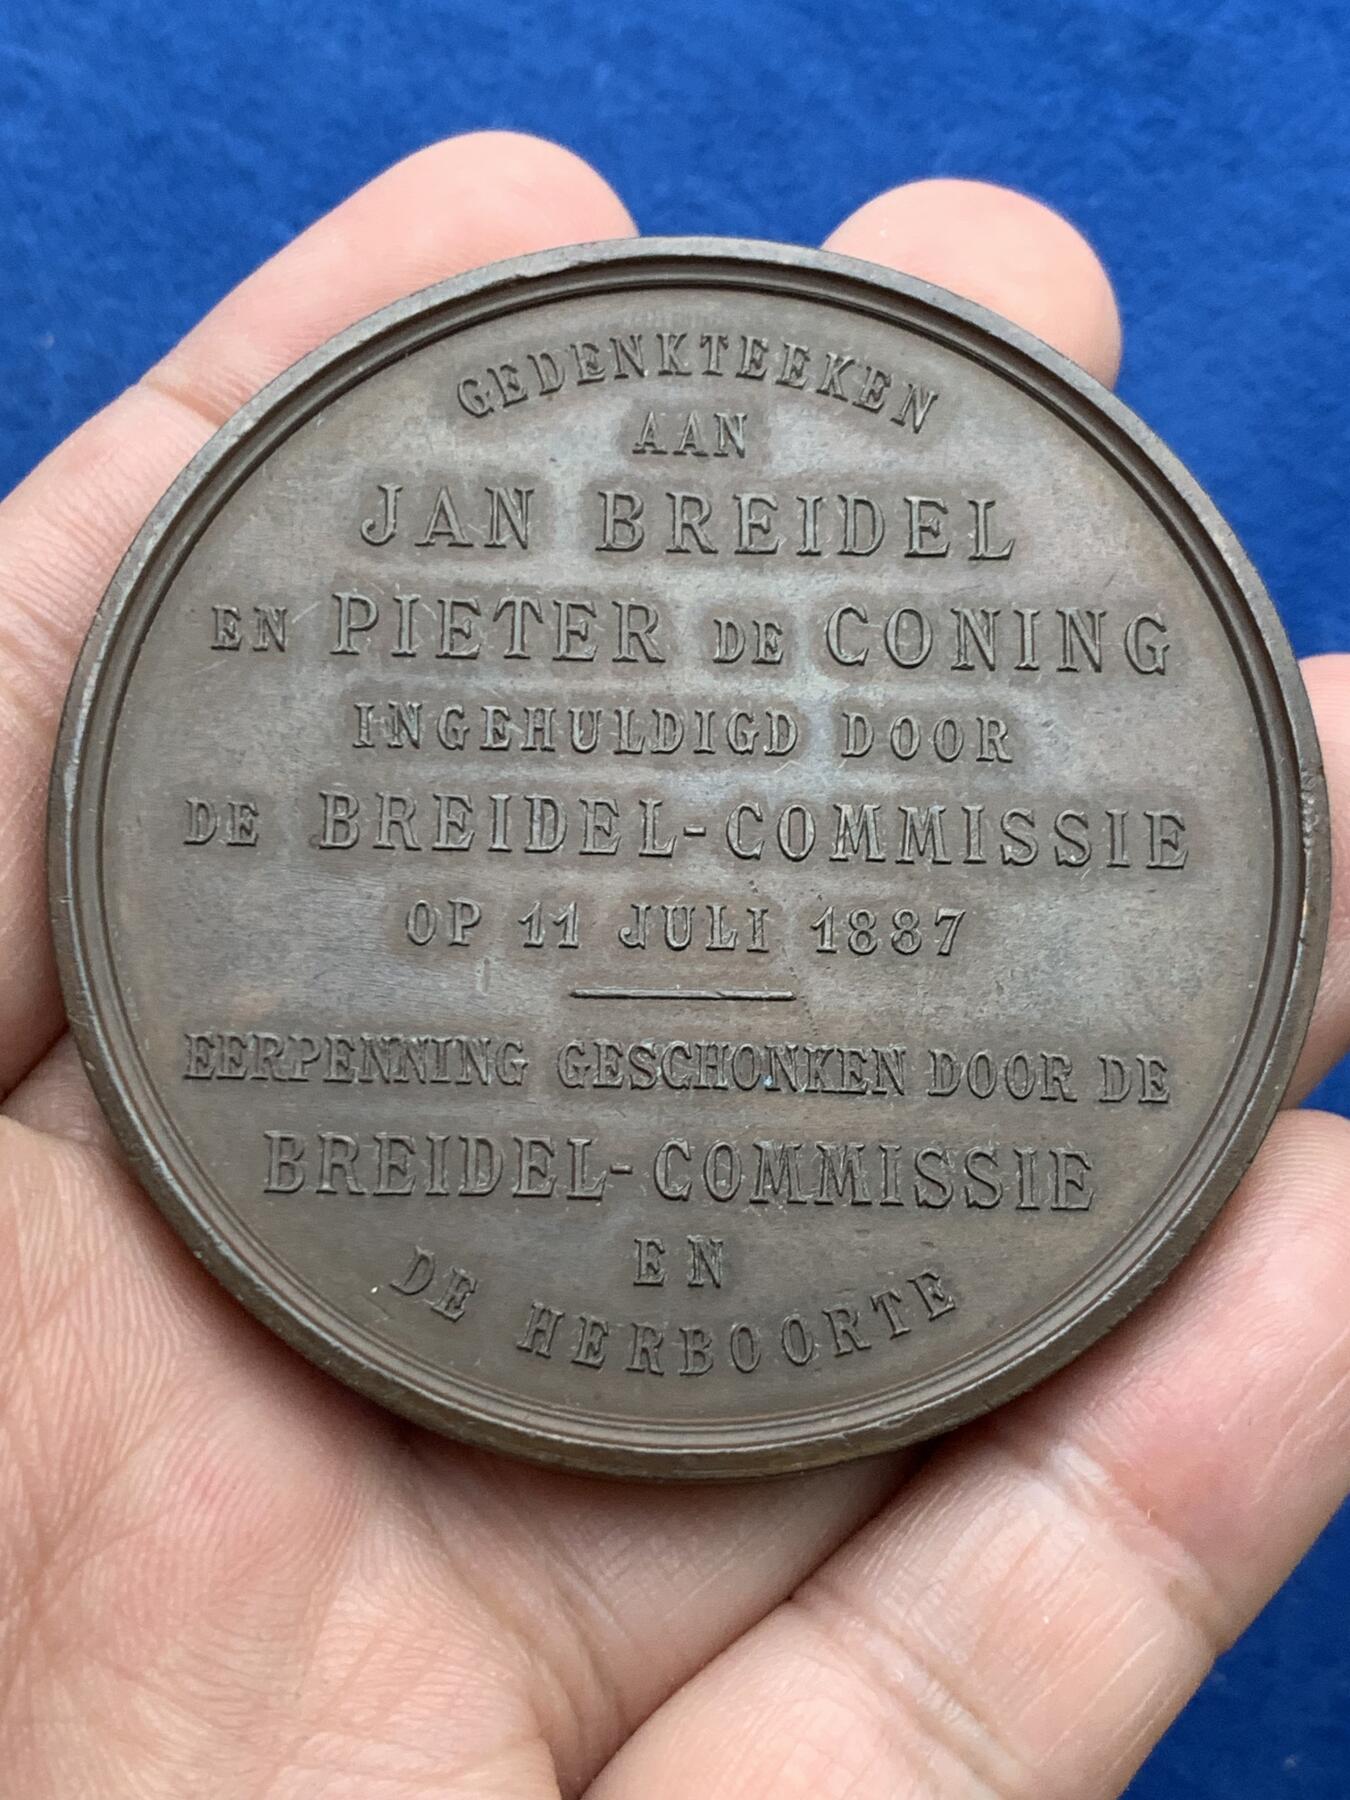 GEDENKTEEKEN
AAN
JAN BREIDEL
EN PIETER DE CONING
INGEHULDIGD DOOR
DE BREIDEL-COMMISSIE
OP 11 JULI 1887
EERPENNING GESCHONKEN DOOR DE
BREIDEL-COMMISSIE
EN
DE HERBOORTE